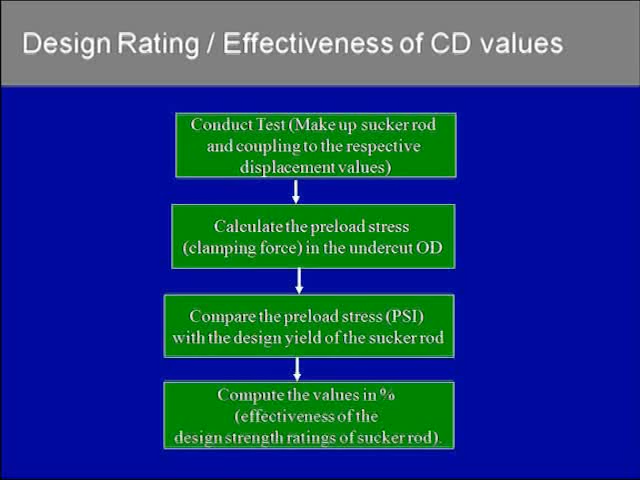 Design Rating / Effectiveness of CD values
Conduct Test (Make up sucker rod
and coupling to the respective
displacement values)
Calculate the preload stress
(clamping force) in the undercut OD
Compare the preload stress (PSI)
with the design yield of the sucker rod
Compute the values in %
(effectiveness of the
design strength ratings of sucker rod).